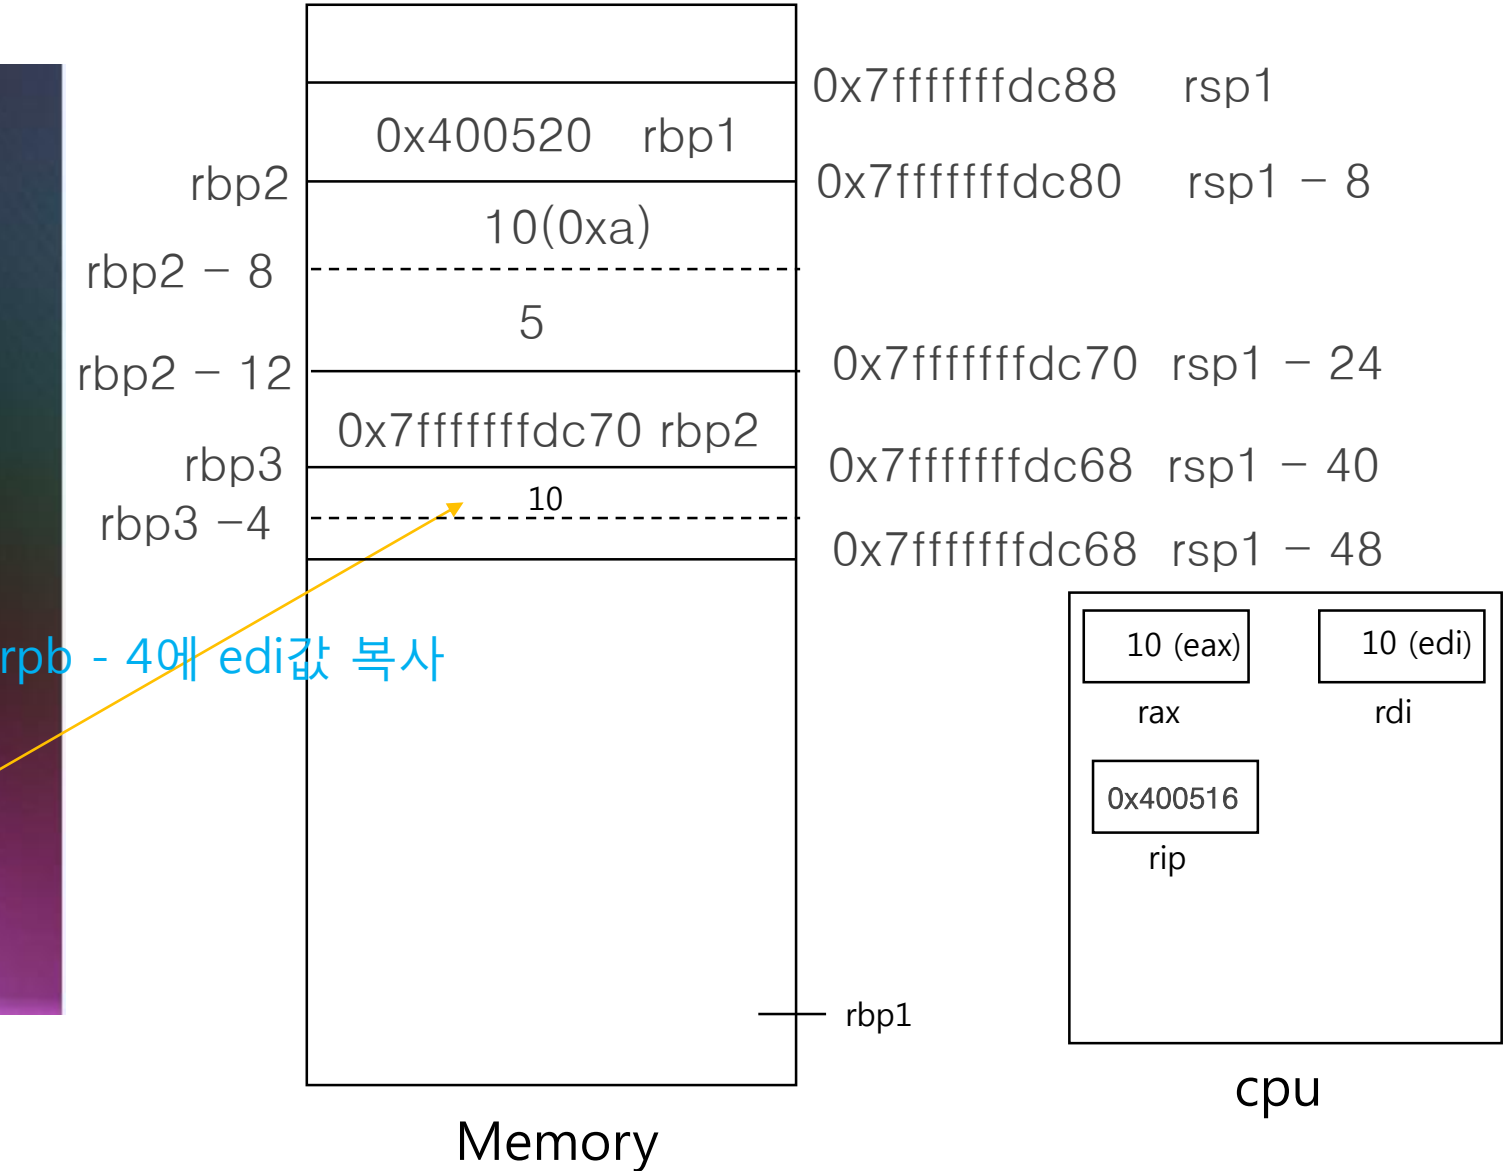 0x7fffffffdc88 rsp1
0x400520 rbp1
rbp2 0x7fffffffdc80 rsp1 - 8
10(0xa)
rbp2 - 8
5
rbp2 - 12 0x7fffffffdc70 rsp1 - 24
0x7fffffffdc70 rbp2
rbp3 0x7fffffffdc68 rsp1 - 40
10
rbp3 -4
0x7fffffffdc68 rsp1 - 48
10 (eax) 10 (edi)
rpb - 4에 edi값 복사
rax rdi
0x400516
rip
rbp1
cpu
Memory